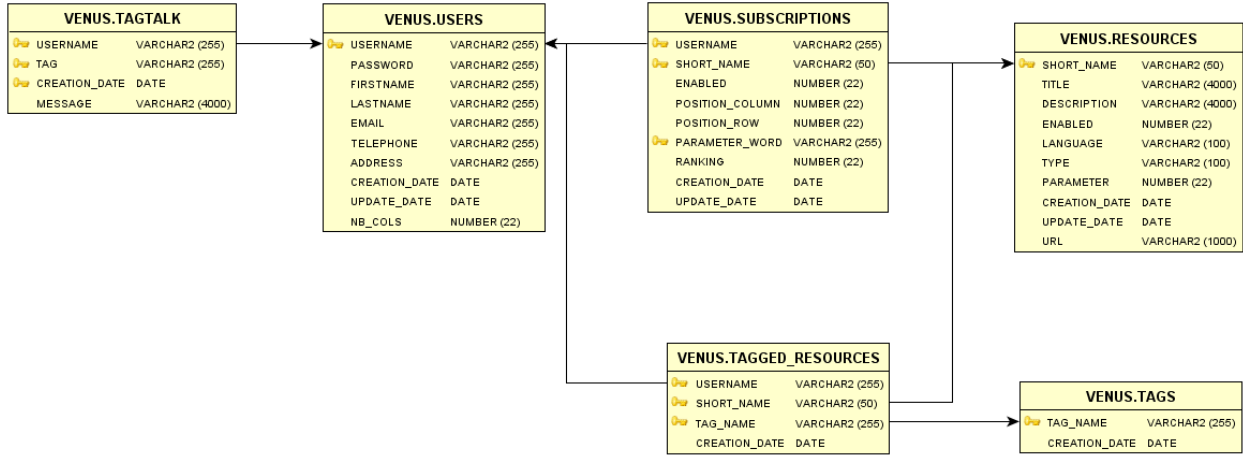 VENUS.TAGTALK
USERNAME VARCHAR2 (255)
TAG VARCHAR2 (255)
CREATION_DATE DATE
MESSAGE VARCHAR2 (4000)
VENUS.USERS
USERNAME VARCHAR2 (255)
PASSWORD VARCHAR2 (255)
FIRSTNAME VARCHAR2 (255)
LASTNAME VARCHAR2 (255)
EMAIL VARCHAR2 (255)
TELEPHONE VARCHAR2 (255)
ADDRESS VARCHAR2 (255)
CREATION_DATE DATE
UPDATE_DATE DATE
NB_COLS NUMBER (22)
VENUS.SUBSCRIPTIONS
USERNAME VARCHAR2 (255)
SHORT_NAME VARCHAR2 (50)
ENABLED NUMBER (22)
POSITION_COLUMN NUMBER (22)
POSITION_ROW NUMBER (22)
PARAMETER_WORD VARCHAR2 (255)
RANKING NUMBER (22)
CREATION_DATE DATE
UPDATE_DATE DATE
VENUS.RESOURCES
SHORT_NAME VARCHAR2 (50)
TITLE VARCHAR2 (4000)
DESCRIPTION VARCHAR2 (4000)
ENABLED NUMBER (22)
LANGUAGE VARCHAR2 (100)
TYPE VARCHAR2 (100)
PARAMETER NUMBER (22)
CREATION_DATE DATE
UPDATE_DATE DATE
URL VARCHAR2 (1000)
VENUS.TAGGED_RESOURCES
USERNAME VARCHAR2 (255)
SHORT_NAME VARCHAR2 (50)
TAG_NAME VARCHAR2 (255)
CREATION_DATE DATE
VENUS.TAGS
TAG_NAME VARCHAR2 (255)
CREATION_DATE DATE